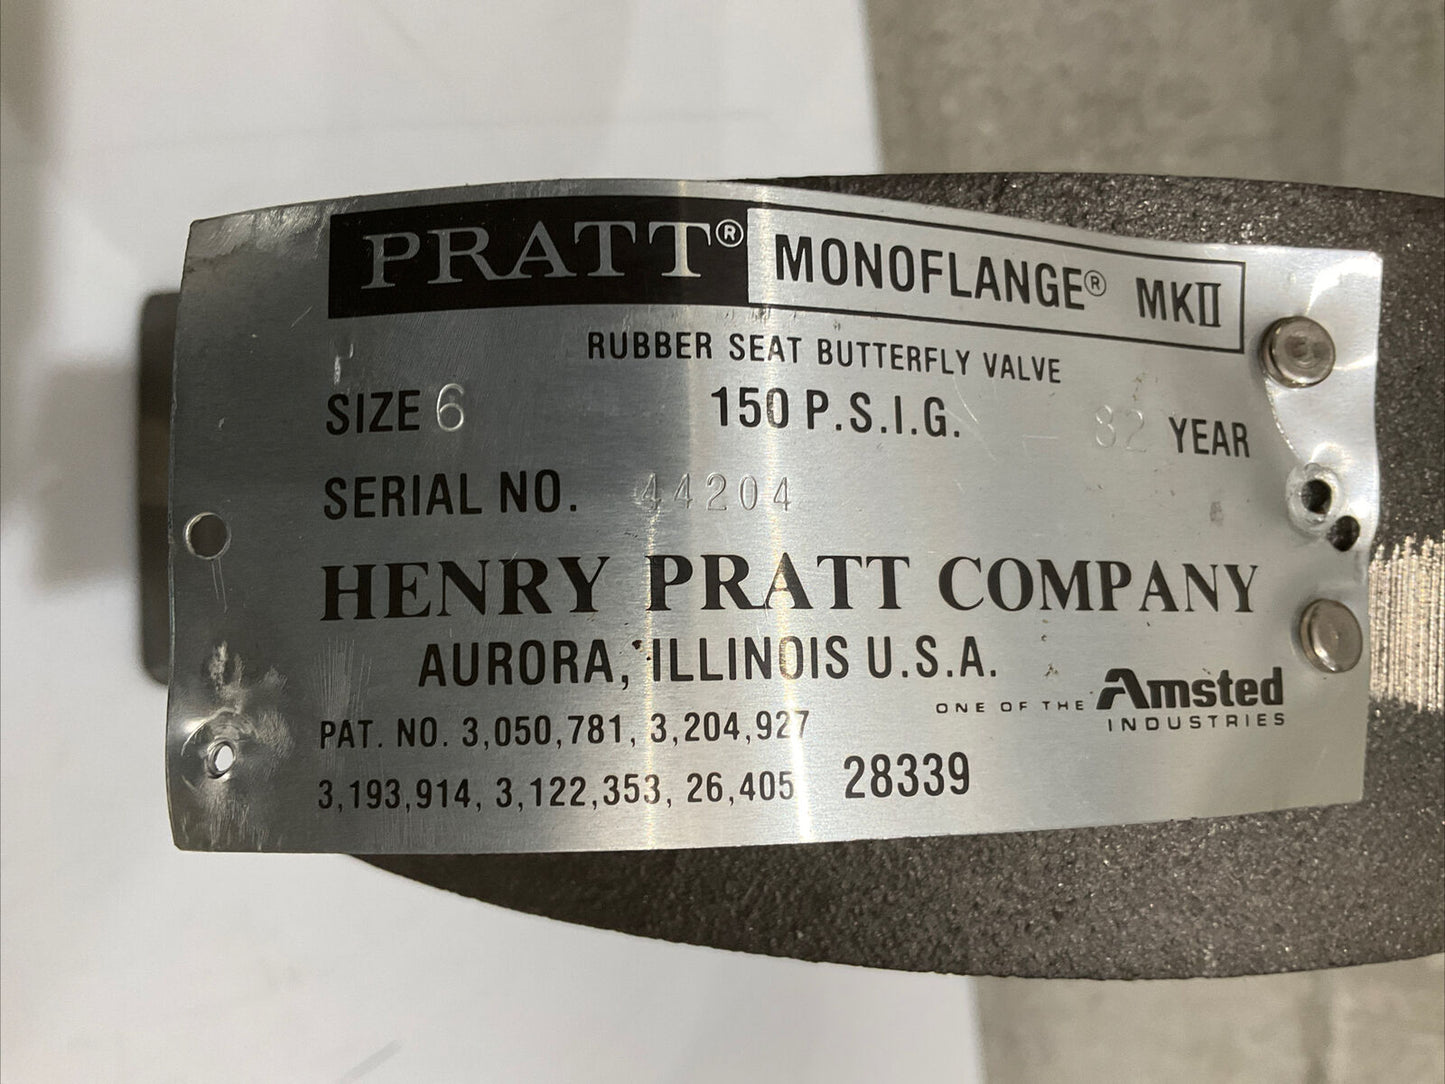 PRATT® MONOFLANGE® MKII
RUBBER SEAT BUTTERFLY VALVE
SIZE 6 150 P.S.I.G. 82 YEAR
SERIAL NO. 44204
HENRY PRATT COMPANY
AURORA, ILLINOIS U.S.A.
ONE OF THE Amsted INDUSTRIES
PAT. NO. 3,050,781, 3,204,927
3,193,914, 3,122,353, 26,405 28339